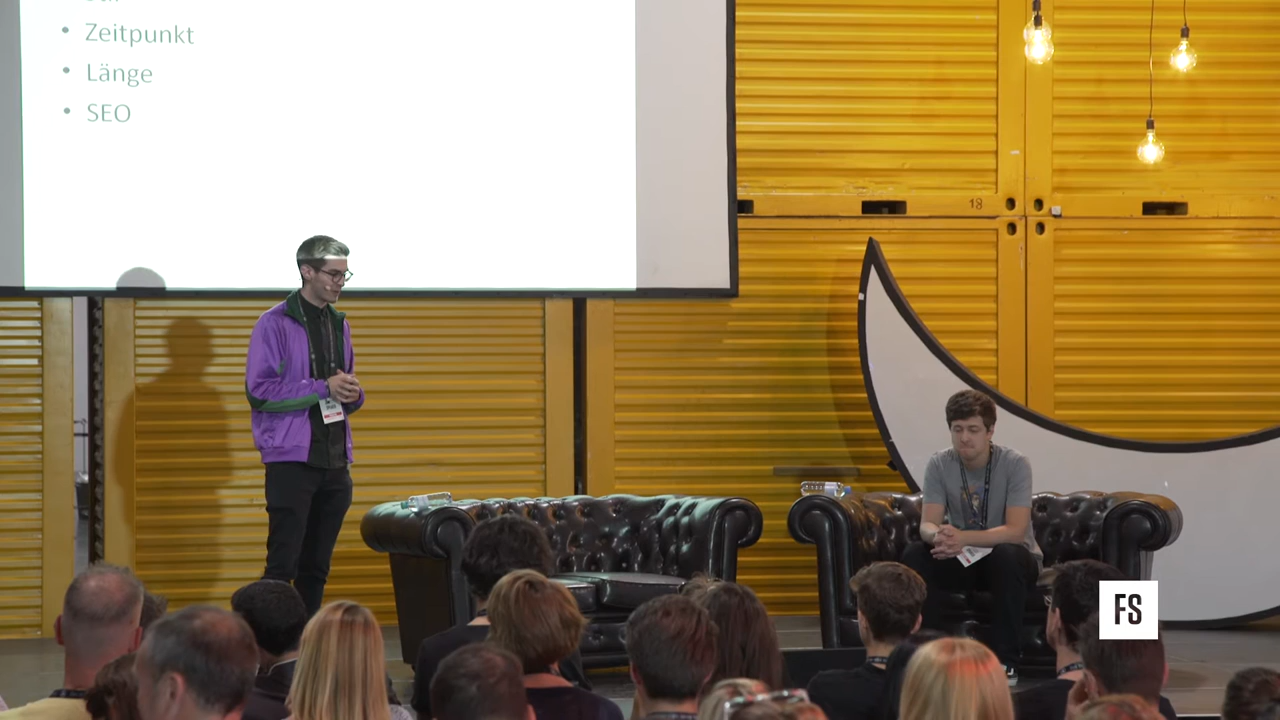 • Zeitpunkt
• Länge
• SEO
18
FS